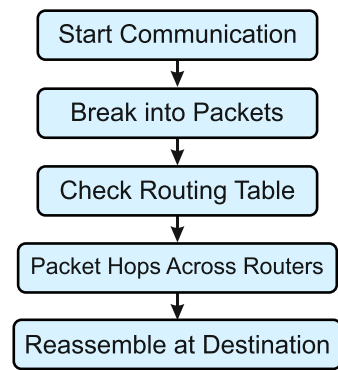 Start Communication
Break into Packets
Check Routing Table
Packet Hops Across Routers
Reassemble at Destination